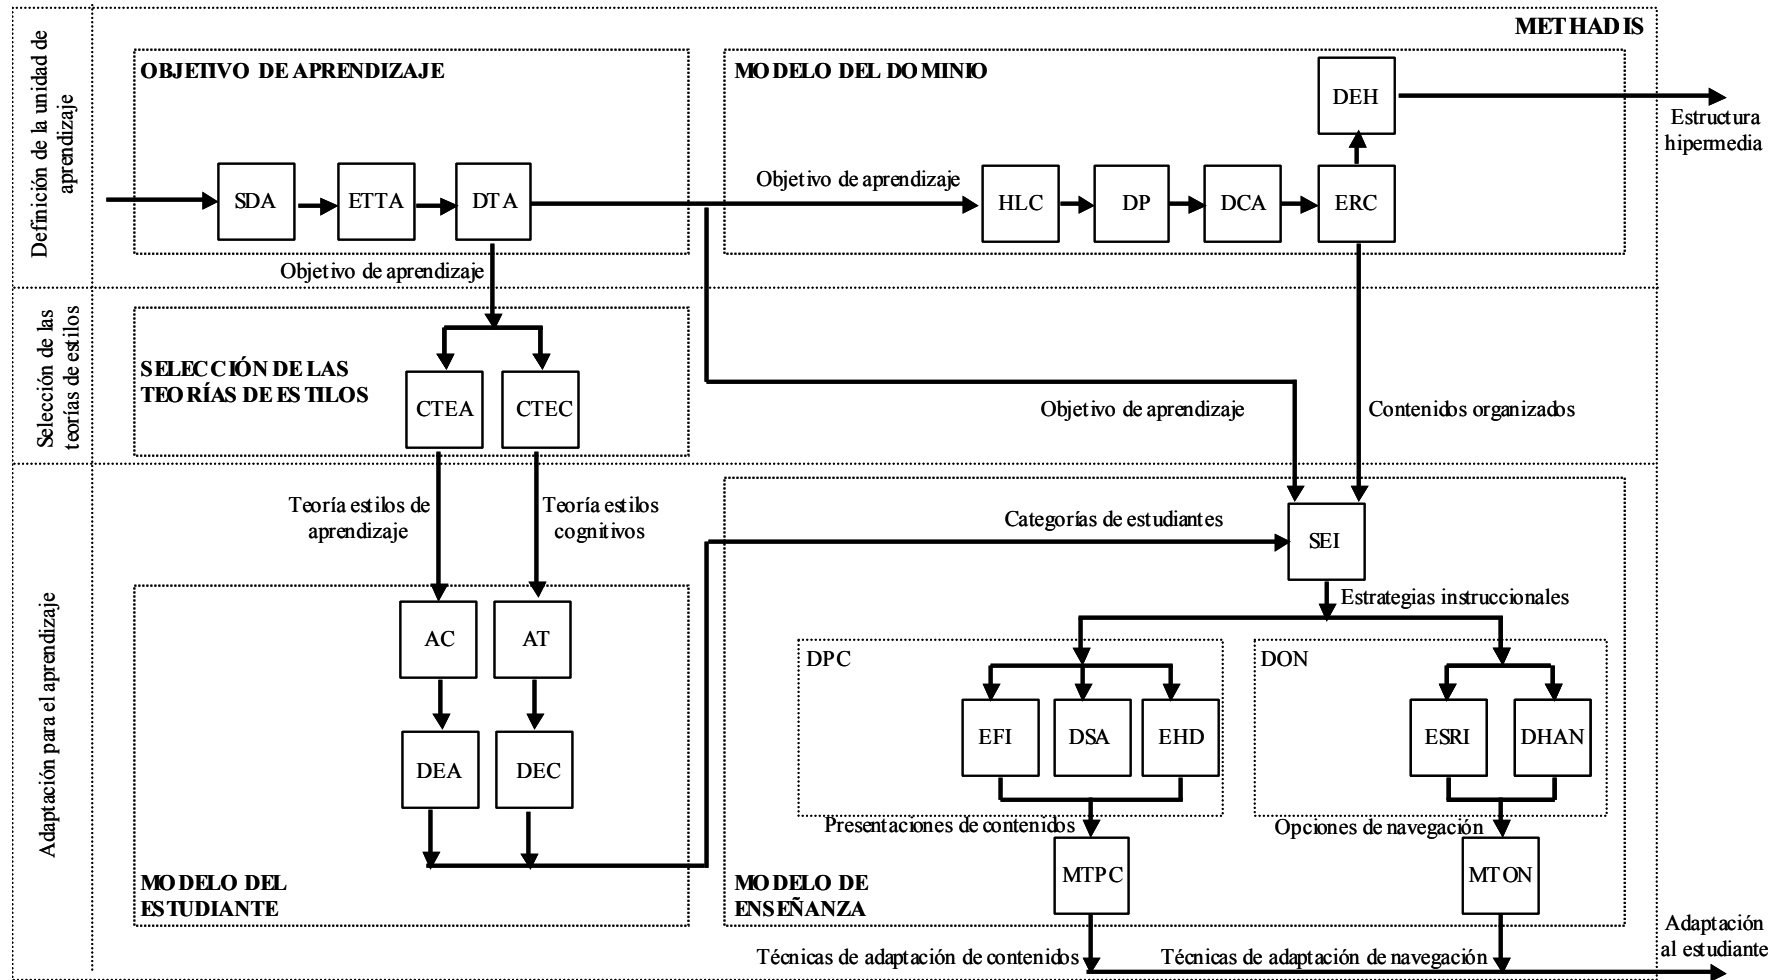 METHADIS
Definición de la unidad de
aprendizaje
OBJETIVO DE APRENDIZAJE
SDA
ETTA
DTA
Objetivo de aprendizaje
MODELO DEL DOMINIO
DEH
Estructura
hipermedia
Objetivo de aprendizaje
HLC
DP
DCA
ERC
Selección de las
teorías de estilos
SELECCIÓN DE LAS
TEORÍAS DE ESTILOS
CTEA
CTEC
Objetivo de aprendizaje
Contenidos organizados
Adaptación para el aprendizaje
Teoría estilos de
aprendizaje
Teoría estilos
cognitivos
Categorías de estudiantes
SEI
Estrategias instruccionales
AC
AT
DEA
DEC
MODELO DEL
ESTUDIANTE
DPC
EFI
DSA
EHD
DON
ESRI
DHAN
Presentaciones de contenidos
Opciones de navegación
MTPC
MTON
MODELO DE
ENSEÑANZA
Técnicas de adaptación de contenidos
Técnicas de adaptación de navegación
Adaptación
al estudiante